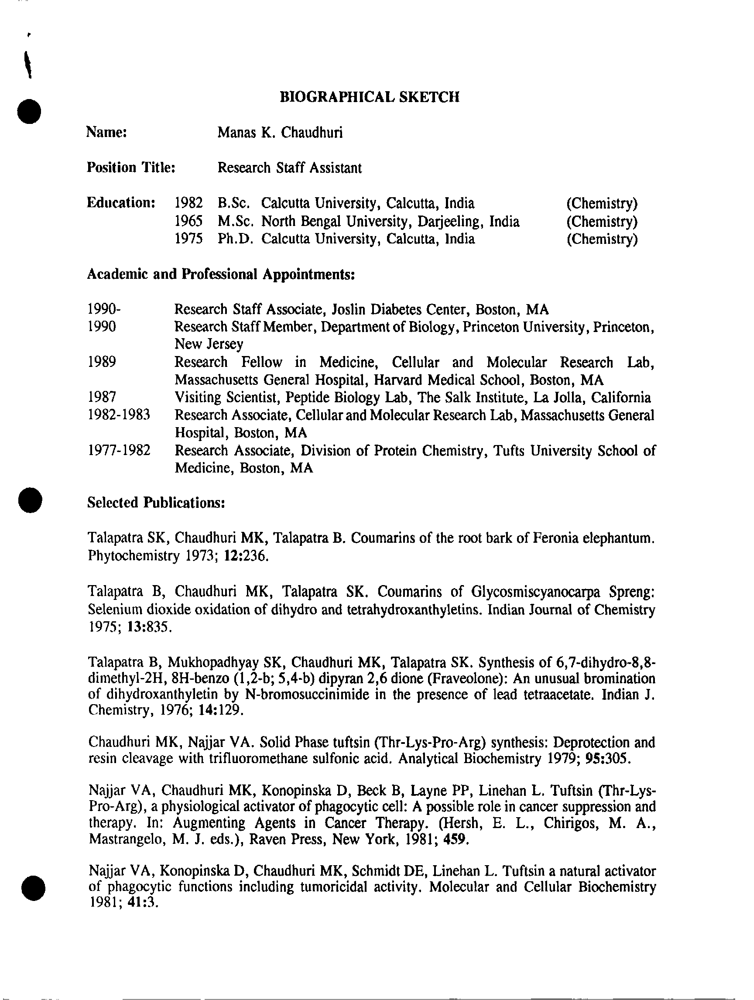 BIOGRAPHICAL SKETCH
Name: Manas K. Chaudhuri
Position Title: Research Staff Assistant
Education: 1982 B.Sc. Calcutta University, Calcutta, India (Chemistry)
1965 M.Sc. North Bengal University, Darjeeling, India (Chemistry)
1975 Ph.D. Calcutta University, Calcutta, India (Chemistry)
Academic and Professional Appointments:
1990- Research Staff Associate, Joslin Diabetes Center, Boston, MA
1990 Research Staff Member, Department of Biology, Princeton University, Princeton,
New Jersey
1989 Research Fellow in Medicine, Cellular and Molecular Research Lab,
Massachusetts General Hospital, Harvard Medical School, Boston, MA
1987 Visiting Scientist, Peptide Biology Lab, The Salk Institute, La Jolla, California
1982-1983 Research Associate, Cellular and Molecular Research Lab, Massachusetts General
Hospital, Boston, MA
1977-1982 Research Associate, Division of Protein Chemistry, Tufts University School of
Medicine, Boston, MA
Selected Publications:
Talapatra SK, Chaudhuri MK, Talapatra B. Coumarins of the root bark of Feronia elephantum.
Phytochemistry 1973; 12:236.
Talapatra B, Chaudhuri MK, Talapatra SK. Coumarins of Glycosmiscyanocarpa Spreng:
Selenium dioxide oxidation of dihydro and tetrahydroxanthyletins. Indian Journal of Chemistry
1975; 13:835.
Talapatra B, Mukhopadhyay SK, Chaudhuri MK, Talapatra SK. Synthesis of 6,7-dihydro-8,8-
dimethyl-2H, 8H-benzo (1,2-b; 5,4-b) dipyran 2,6 dione (Fraveolone): An unusual bromination
of dihydroxanthyletin by N-bromosuccinimide in the presence of lead tetraacetate. Indian J.
Chemistry, 1976; 14:129.
Chaudhuri MK, Najjar VA. Solid Phase tuftsin (Thr-Lys-Pro-Arg) synthesis: Deprotection and
resin cleavage with trifluoromethane sulfonic acid. Analytical Biochemistry 1979; 95:305.
Najjar VA, Chaudhuri MK, Konopinska D, Beck B, Layne PP, Linehan L. Tuftsin (Thr-Lys-
Pro-Arg), a physiological activator of phagocytic cell: A possible role in cancer suppression and
therapy. In: Augmenting Agents in Cancer Therapy. (Hersh, E. L., Chirigos, M. A.,
Mastrangelo, M. J. eds.), Raven Press, New York, 1981; 459.
Najjar VA, Konopinska D, Chaudhuri MK, Schmidt DE, Linehan L. Tuftsin a natural activator
of phagocytic functions including tumoricidal activity. Molecular and Cellular Biochemistry
1981; 41:3.